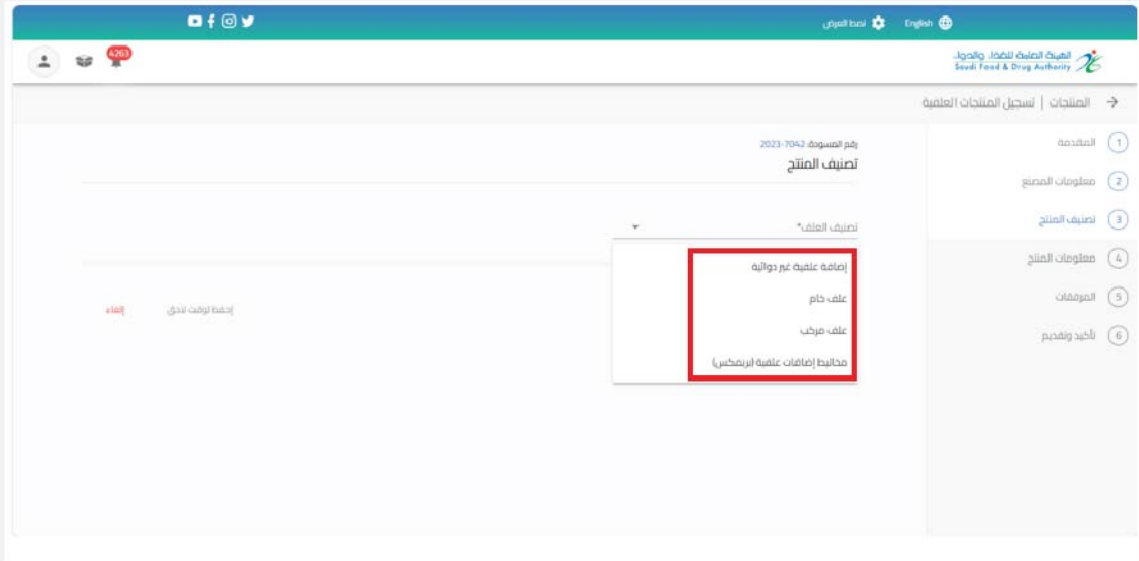 English
نمط العرض
الهيئة العامة للغذاء والدواء
Saudi Food & Drug Authority
4263
المنتجات | تسجيل المنتجات العلفية
1 المقدمة
2 معلومات المصنع
3 تصنيف المنتج
4 معلومات المنتج
5 المرفقات
6 تأكيد وتقديم
رقم المسودة: 7042-2023
تصنيف المنتج
تصنيف العلف*
إضافة علفية غير دوائية
علف خام
علف مركب
مخاليط إضافات علفية (بريمكس)
إحفظ لوقت لاحق
إلغاء